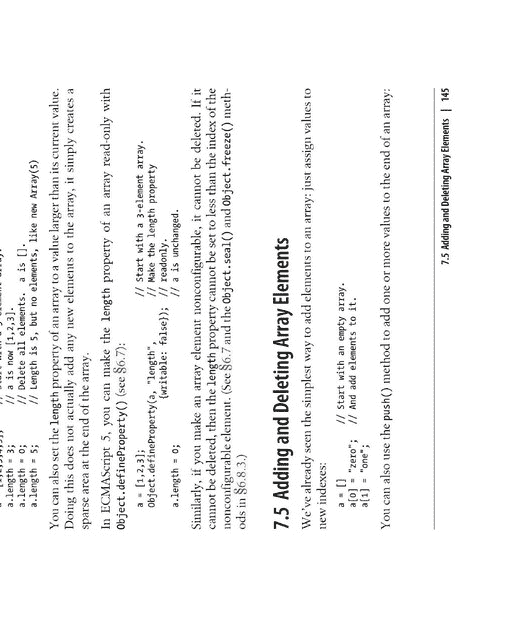 a.length = 3;          // a is now [1,2,3].
a.length = 0;          // Delete all elements.  a is [].
a.length = 5;          // Length is 5, but no elements, like new Array(5)
You can also set the length property of an array to a value larger than its current value.
Doing this does not actually add any new elements to the array, it simply creates a
sparse area at the end of the array.
In ECMAScript 5, you can make the length property of an array read-only with
Object.defineProperty() (see §6.7):
a = [1,2,3];                           // Start with a 3-element array.
Object.defineProperty(a, "length",     // Make the length property
                      {writable: false});  // readonly.
a.length = 0;                          // a is unchanged.
Similarly, if you make an array element nonconfigurable, it cannot be deleted. If it
cannot be deleted, then the length property cannot be set to less than the index of the
nonconfigurable element. (See §6.7 and the Object.seal() and Object.freeze() meth-
ods in §6.8.3.)
7.5 Adding and Deleting Array Elements
We've already seen the simplest way to add elements to an array: just assign values to
new indexes:
a = []          // Start with an empty array.
a[0] = "zero";  // And add elements to it.
a[1] = "one";
You can also use the push() method to add one or more values to the end of an array:
7.5 Adding and Deleting Array Elements | 145